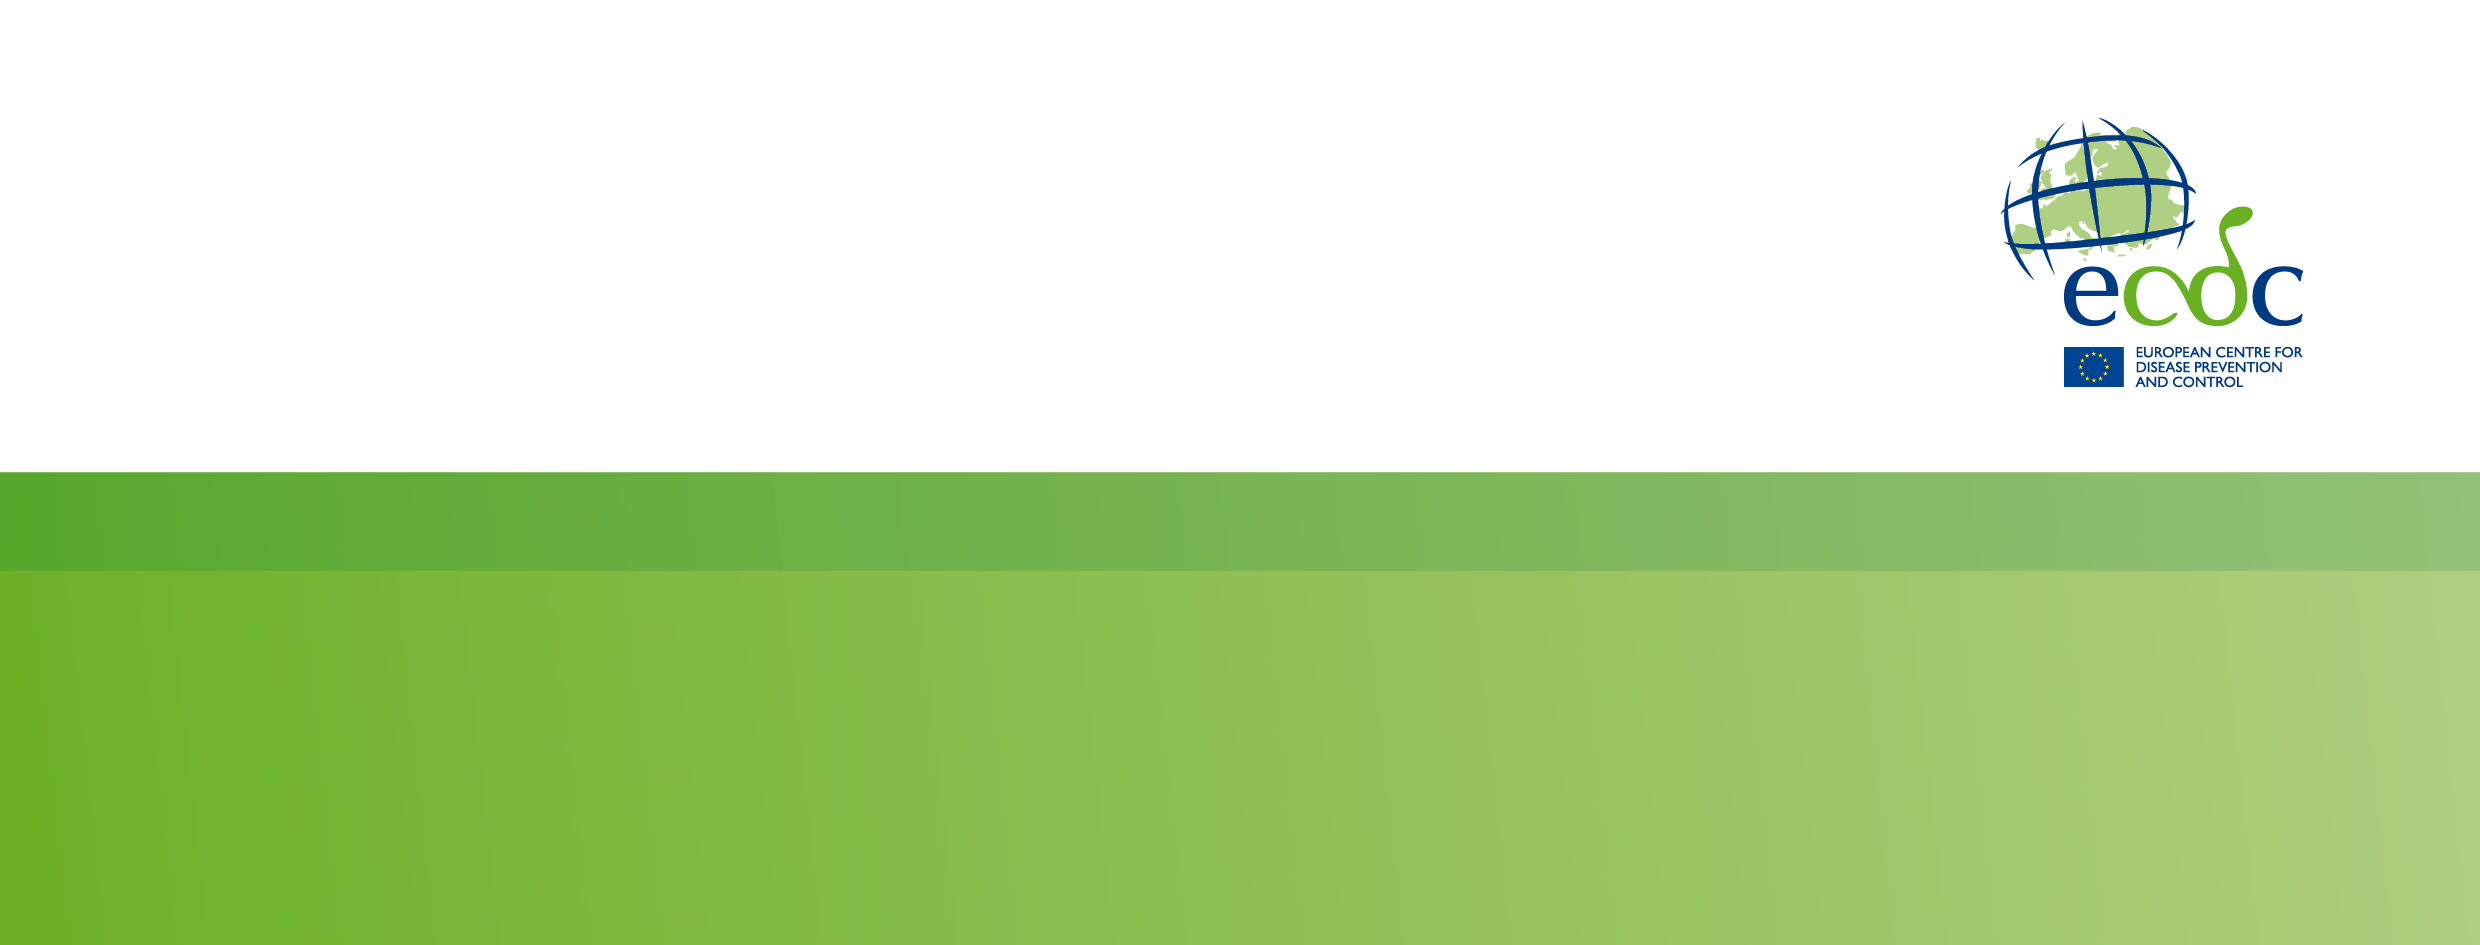 ecdc
EUROPEAN CENTRE FOR
DISEASE PREVENTION
AND CONTROL